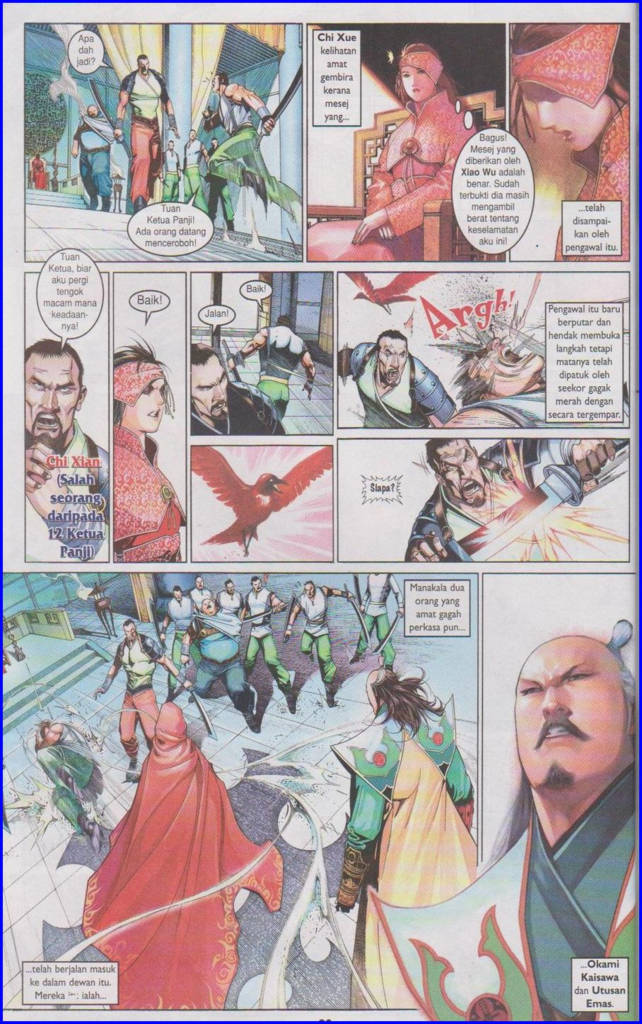 Apa
dah
jadi?
Tuan
Ketua Panji!
Ada orang datang
menceroboh!
Chi Xue
kelihatan
amat
gembira
kerana
mesej
yang...
Bagus!
Mesej yang
diberikan oleh
Xiao Wu adalah
benar. Sudah
terbukti dia masih
mengambil
berat tentang
keselamatan
aku ini!
...telah
disampai-
kan oleh
pengawal itu.
Tuan
Ketua, biar
aku pergi
tengok
macam mana
keadaan-
nya!
Chi Xian
(Salah
seorang
daripada
12 Ketua
Panji)
Baik!
Jalan!
Baik!
Argh!
Pengawal itu baru
berputar dan
hendak membuka
langkah tetapi
matanya telah
dipatuk oleh
seekor gagak
merah dengan
secara tergempar.
Siapa?
Manakala dua
orang yang
amat gagah
perkasa pun...
...telah berjalan masuk
ke dalam dewan itu.
Mereka ialah...
...Okami
Kaisawa
dan Utusan
Emas.